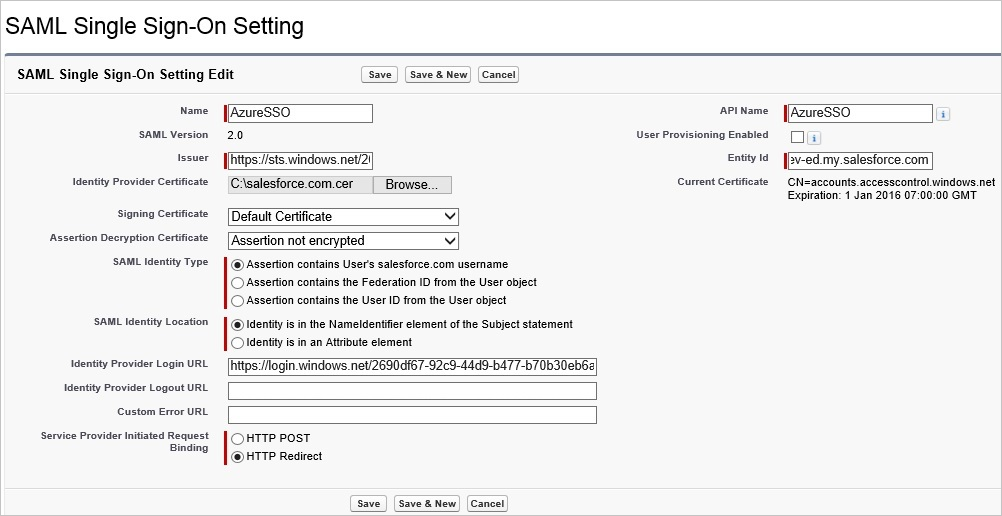 SAML Single Sign-On Setting
SAML Single Sign-On Setting Edit Save Save & New Cancel
Name AzureSSO API Name AzureSSO i
SAML Version 2.0 User Provisioning Enabled i
Issuer https://sts.windows.net/2 Entity Id ev-ed.my.salesforce.com
Identity Provider Certificate C:\salesforce.com.cer Browse... Current Certificate CN=accounts.accesscontrol.windows.net
Expiration: 1 Jan 2016 07:00:00 GMT
Signing Certificate Default Certificate
Assertion Decryption Certificate Assertion not encrypted
SAML Identity Type Assertion contains User's salesforce.com username
Assertion contains the Federation ID from the User object
Assertion contains the User ID from the User object
SAML Identity Location Identity is in the NameIdentifier element of the Subject statement
Identity is in an Attribute element
Identity Provider Login URL https://login.windows.net/2690df67-92c9-44d9-b477-b70b30eb6a
Identity Provider Logout URL
Custom Error URL
Service Provider Initiated Request HTTP POST
Binding HTTP Redirect
Save Save & New Cancel